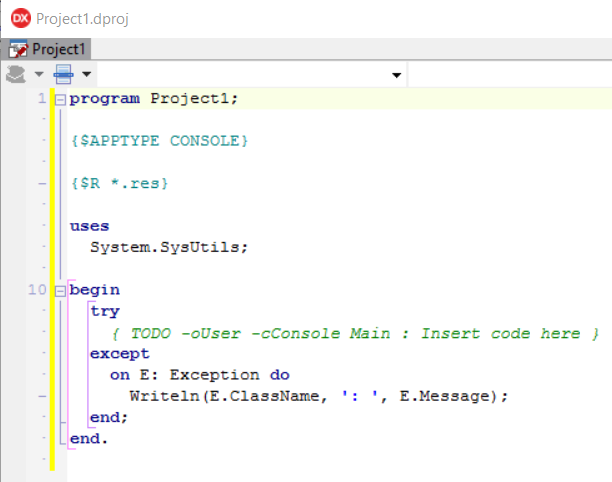 DX Project1.dproj
Project1
1 program Project1;
{$APPTYPE CONSOLE}
{$R *.res}
uses
System.SysUtils;
10 begin
try
{ TODO -oUser -cConsole Main : Insert code here }
except
on E: Exception do
Writeln(E.ClassName, ': ', E.Message);
end;
end.